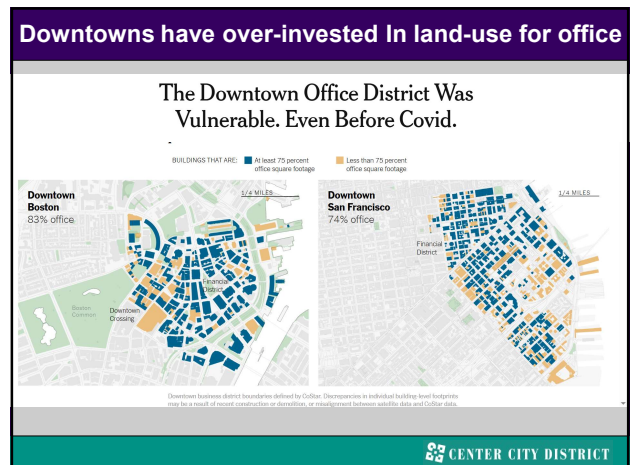 Downtowns have over-invested In land-use for office
The Downtown Office District Was
Vulnerable. Even Before Covid.
BUILDINGS THAT ARE:
At least 75 percent
office square footage
Less than 75 percent
office square footage
Downtown
Boston
83% office
1/4 MILES
Financial
District
Boston
Common
Downtown
Crossing
Downtown
San Francisco
74% office
1/4 MILES
Financial
District
Downtown business district boundaries defined by CoStar. Discrepancies in individual building-level footprints
may be a result of recent construction or demolition, or misalignment between satellite data and CoStar data.
CENTER CITY DISTRICT